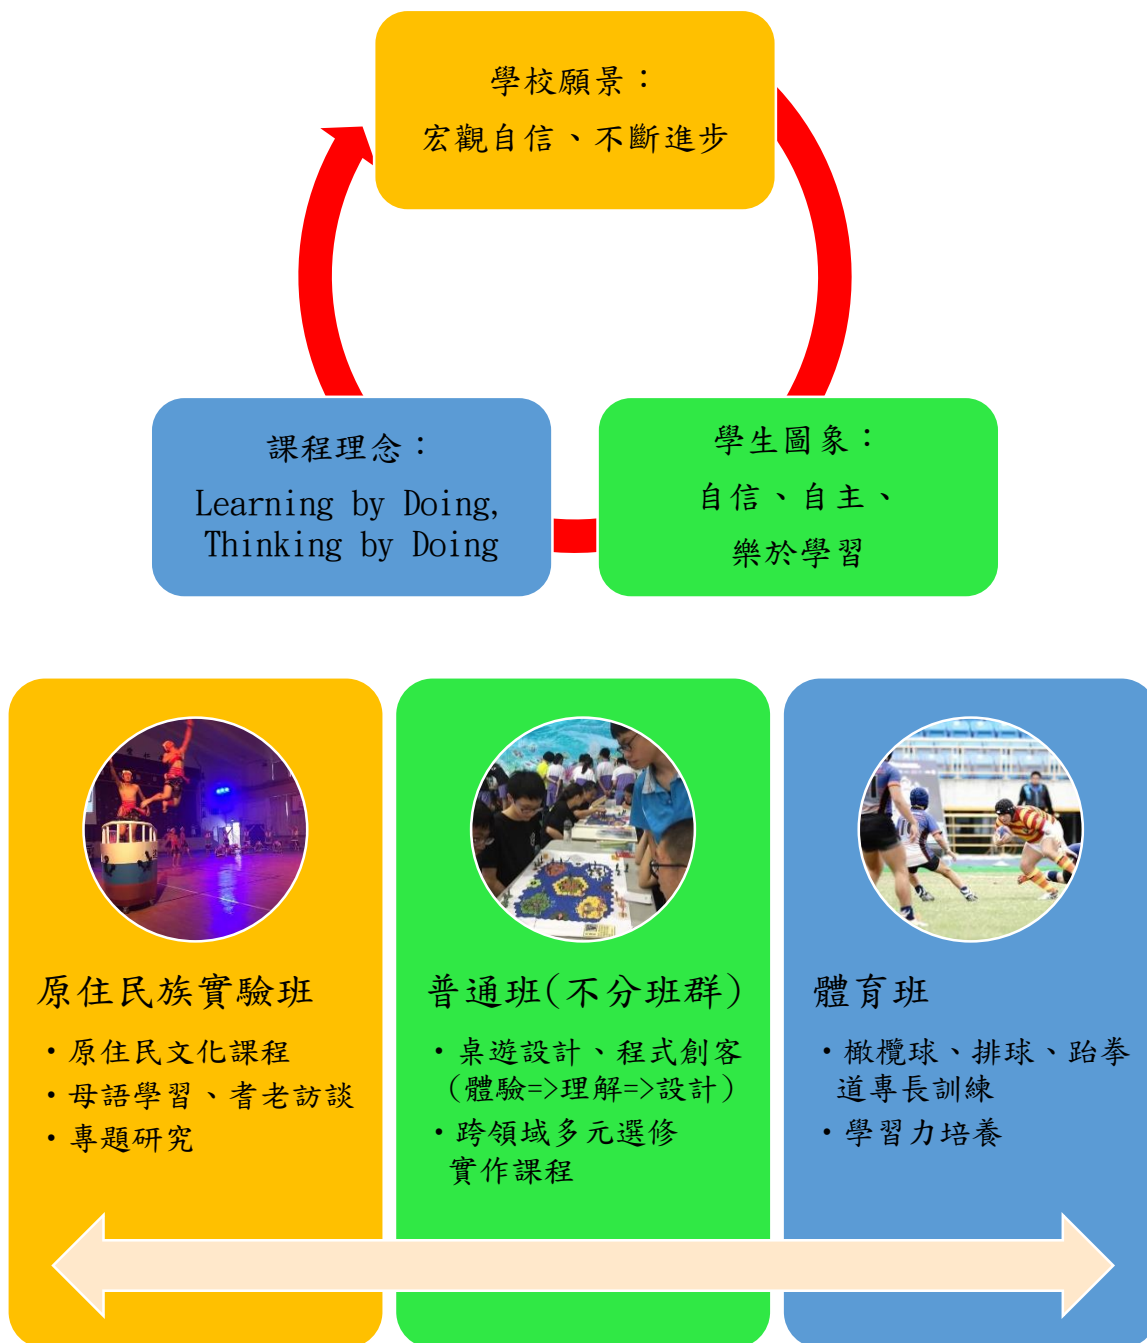 學校願景：
宏觀自信、不斷進步
課程理念：
Learning by Doing,
Thinking by Doing
學生圖象：
自信、自主、
樂於學習
原住民族實驗班
・原住民文化課程
・母語學習、耆老訪談
・專題研究
普通班(不分班群)
・桌遊設計、程式創客
(體驗=>理解=>設計)
・跨領域多元選修
實作課程
體育班
・橄欖球、排球、跆拳
道專長訓練
・學習力培養